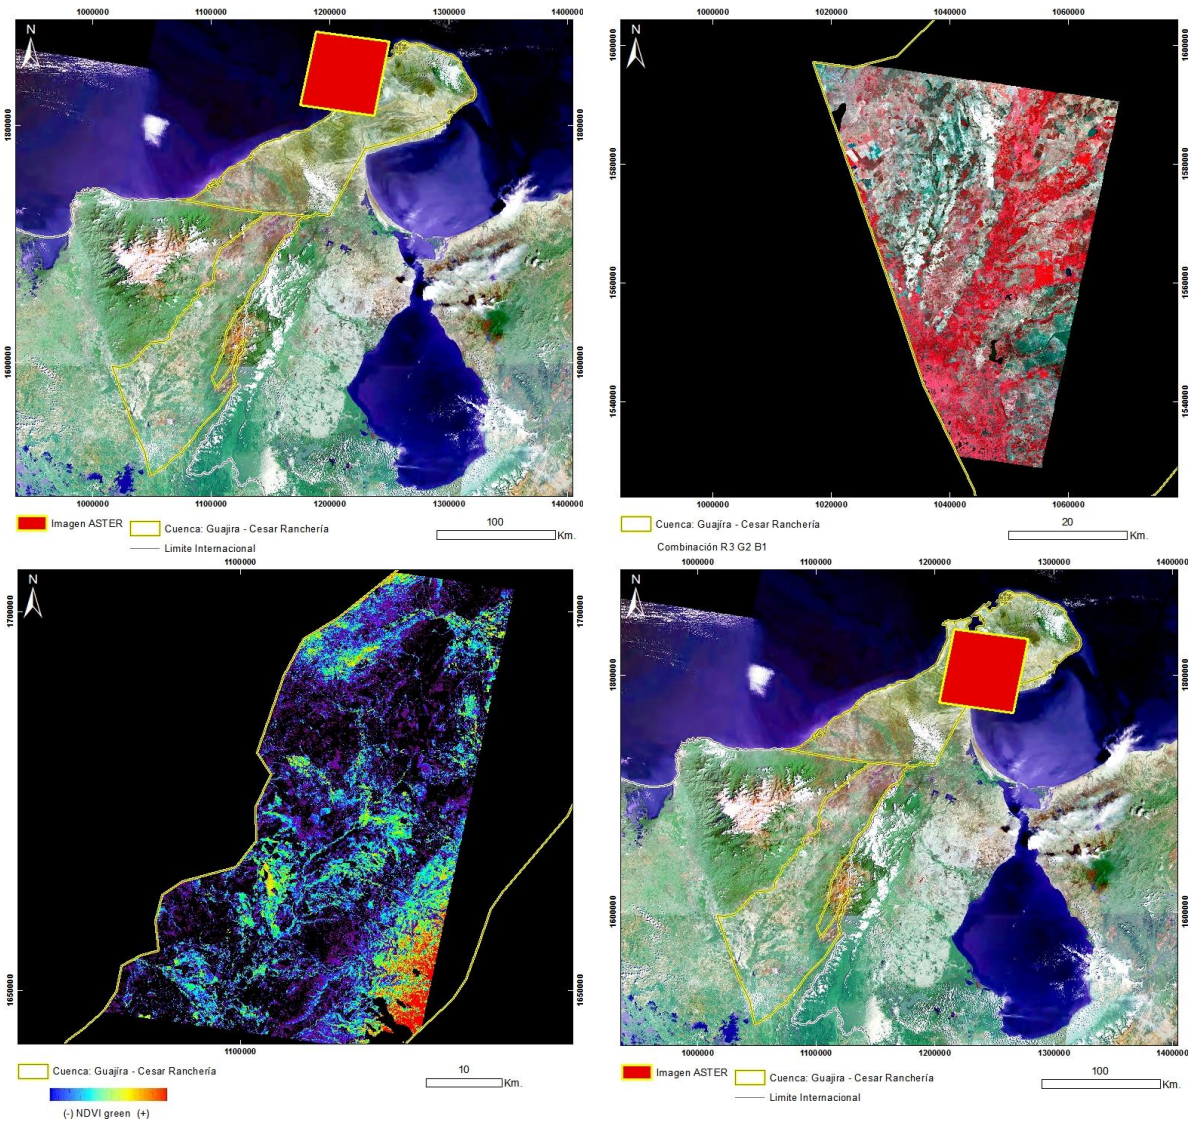 1000000 1100000 1200000 1300000 1400000
N
1800000 1800000
1600000 1600000
1000000 1100000 1200000 1300000 1400000
Imagen ASTER Cuenca: Guajira - Cesar Ranchería
Limite Internacional
100
Km.
1000000 1020000 1040000 1060000
N
1600000 1600000
1580000 1580000
1560000 1560000
1540000 1540000
1000000 1020000 1040000 1060000
Cuenca: Guajira - Cesar Ranchería
Combinación R3 G2 B1
20
Km.
1100000
N
1700000 1700000
1650000 1650000
1100000
Cuenca: Guajira - Cesar Ranchería
(-) NDVI green (+)
10
Km.
1000000 1100000 1200000 1300000 1400000
N
1800000 1800000
1600000 1600000
1000000 1100000 1200000 1300000 1400000
Imagen ASTER Cuenca: Guajira - Cesar Ranchería
Limite Internacional
100
Km.